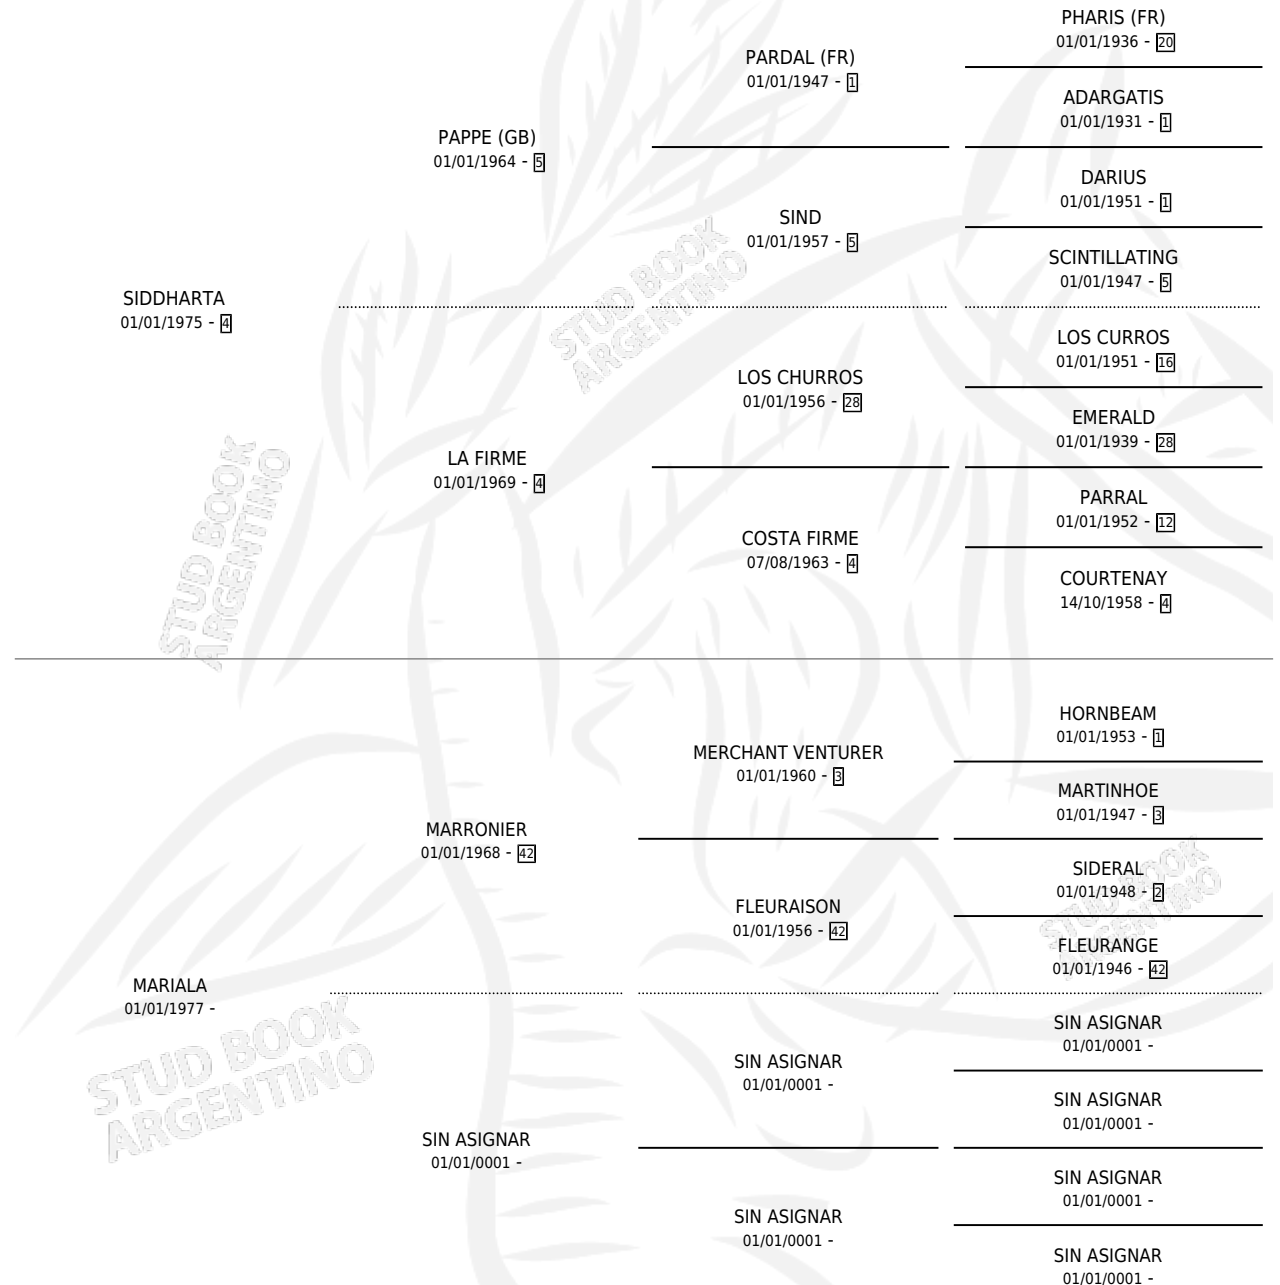 PHARIS (FR)
01/01/1936 - 20
PARDAL (FR)
01/01/1947 - 1
ADARGATIS
01/01/1931 - 1
PAPPE (GB)
01/01/1964 - 5
DARIUS
01/01/1951 - 1
SIND
01/01/1957 - 5
SCINTILLATING
01/01/1947 - 5
SIDDHARTA
01/01/1975 - 4
LOS CURROS
01/01/1951 - 16
LOS CHURROS
01/01/1956 - 28
EMERALD
01/01/1939 - 28
LA FIRME
01/01/1969 - 4
PARRAL
01/01/1952 - 12
COSTA FIRME
07/08/1963 - 4
COURTENAY
14/10/1958 - 4
HORNBEAM
01/01/1953 - 1
MERCHANT VENTURER
01/01/1960 - 3
MARTINHOE
01/01/1947 - 3
MARRONIER
01/01/1968 - 42
SIDERAL
01/01/1948 - 2
FLEURAISON
01/01/1956 - 42
FLEURANGE
01/01/1946 - 42
MARIALA
01/01/1977 -
SIN ASIGNAR
01/01/0001 -
SIN ASIGNAR
01/01/0001 -
SIN ASIGNAR
01/01/0001 -
SIN ASIGNAR
01/01/0001 -
SIN ASIGNAR
01/01/0001 -
SIN ASIGNAR
01/01/0001 -
SIN ASIGNAR
01/01/0001 -
STUD BOOK
ARGENTINO
STUD BOOK
ARGENTINO
STUD BOOK
ARGENTINO
STUD BOOK
ARGENTINO